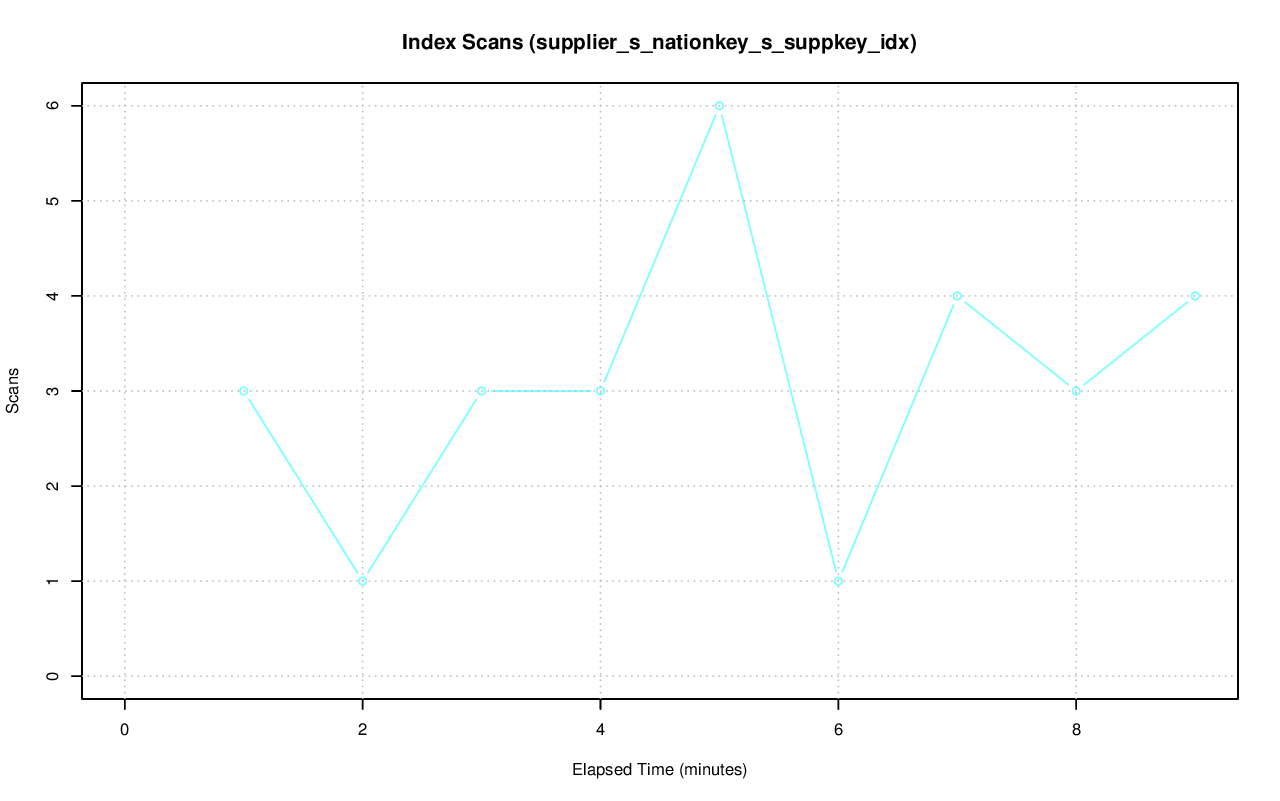 Index Scans (supplier_s_nationkey_s_suppkey_idx)
6
5
4
3
2
1
0
Scans
0 2 4 6 8
Elapsed Time (minutes)